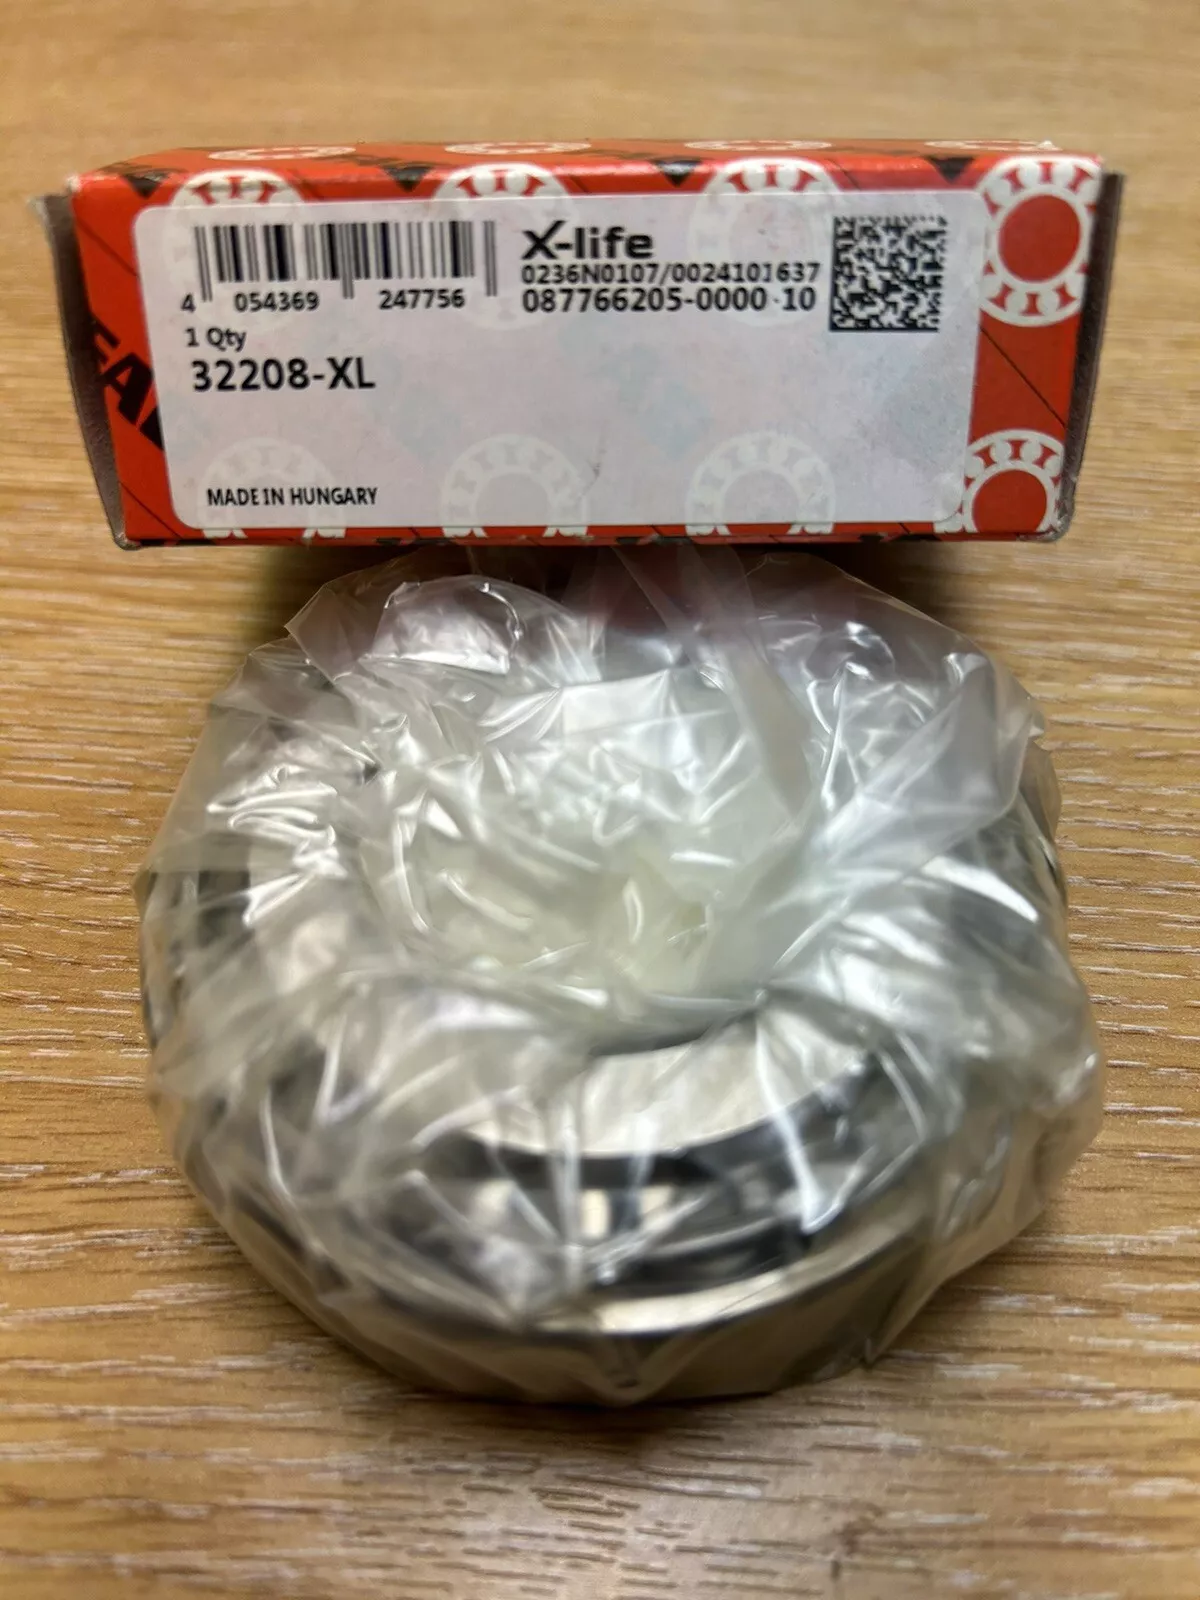 X-life
0236N0107/0024101637
087766205-0000 10
4 054369 247756
1 Qty
32208-XL
MADE IN HUNGARY